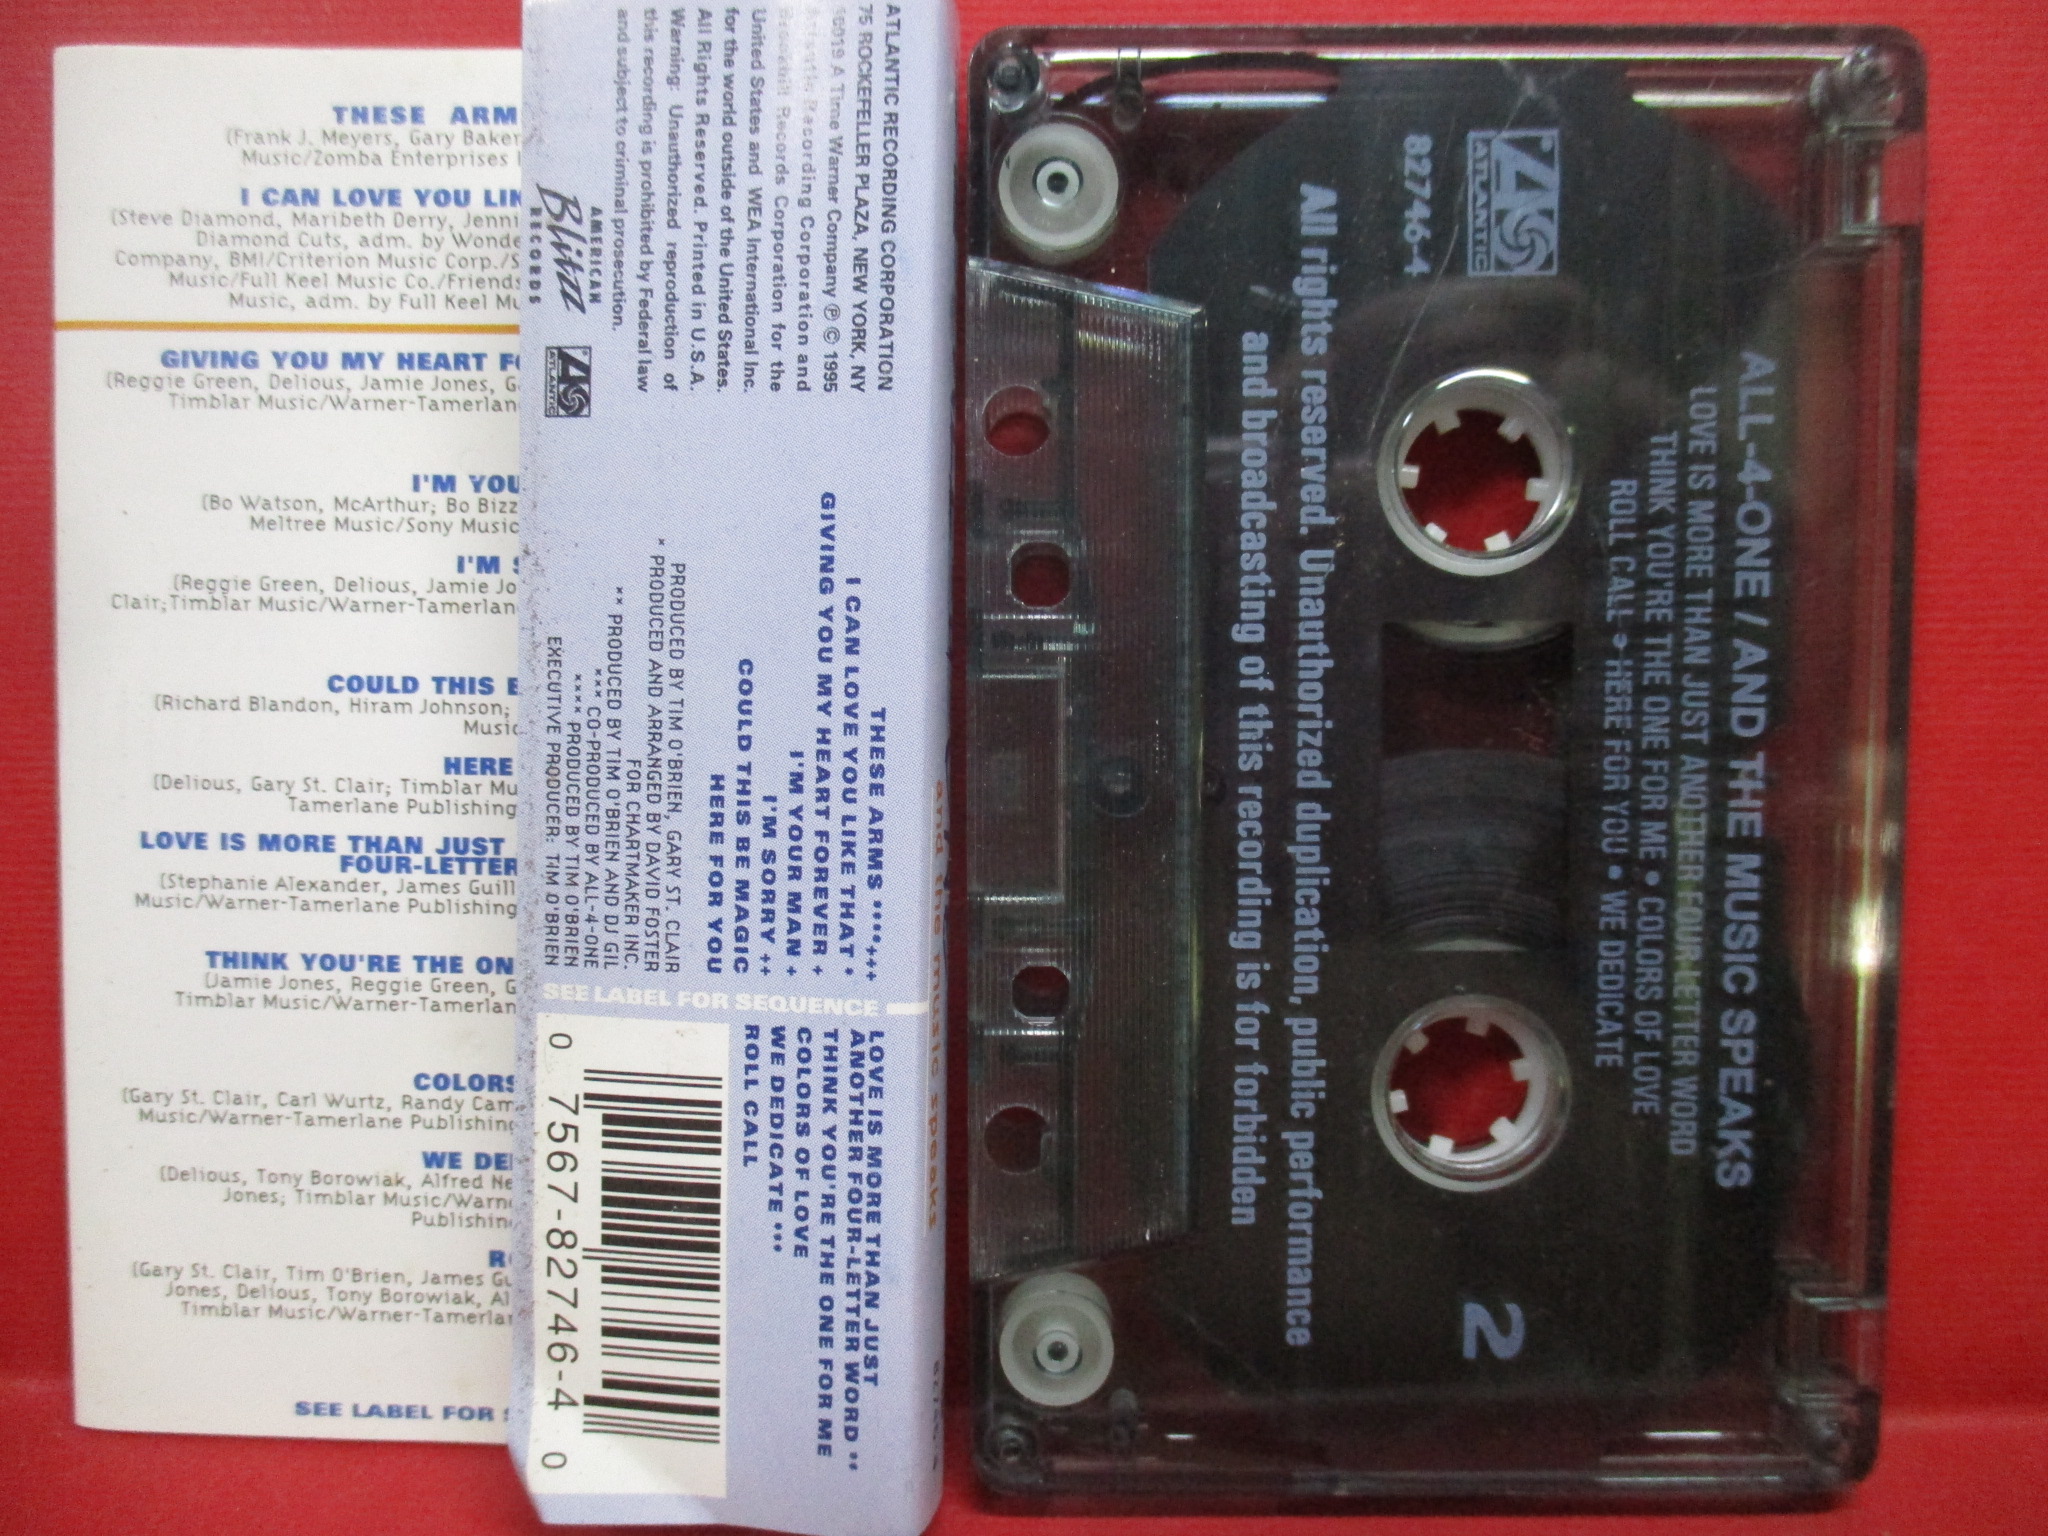 THESE ARM
(Frank J. Meyers, Gary Baker
Music/Zomba Enterprises
I CAN LOVE YOU LI
(Steve Diamond, Maribeth Derry, Jenni
Diamond Cuts, adm. by Wonde
Company, BMI/Criterion Music Corp./S
Music/Full Keel Music Co./Friends
Music, adm. by Full Keel Mu
GIVING YOU MY HEART FO
(Reggie Green, Delious, Jamie Jones, G
Timblar Music/Warner-Tamerlan
I'M YOU
(Bo Watson, McArthur; Bo Bizz
Meltree Music/Sony Music
I'M S
(Reggie Green, Delious, Jamie Jo
Clair;Timblar Music/Warner-Tamerlan
COULD THIS B
(Richard Blandon, Hiram Johnson;
Music
HERE
(Delious, Gary St. Clair; Timblar Mu
Tamerlane Publishing
LOVE IS MORE THAN JUST
FOUR-LETTER
(Stephanie Alexander, James Guill
Music/Warner-Tamerlane Publishing
THINK YOU'RE THE ON
(Jamie Jones, Reggie Green, G
Timblar Music/Warner-Tamerlan
COLORS
(Gary St. Clair, Carl Wurtz, Randy Cam
Music/Warner-Tamerlane Publishing
WE DE
(Delious, Tony Borowiak, Alfred Ne
Jones; Timblar Music/Warn
Publishing
R
(Gary St. Clair, Tim O'Brien, James Gu
Jones, Delious, Tony Borowiak, Al
Timblar Music/Warner-Tamerlan
SEE LABEL FOR S
ATLANTIC RECORDING CORPORATION
75 ROCKEFELLER PLAZA, NEW YORK, NY
10019 A Time Warner Company ℗ © 1995
Atlantic Recording Corporation and
Records Corporation for the
United States and WEA International Inc.
for the world outside of the United States.
All Rights Reserved. Printed in U.S.A.
Warning: Unauthorized reproduction of
this recording is prohibited by Federal law
and subject to criminal prosecution.
AMERICAN
Blitzz
RECORDS
ATLANTIC
THESE ARMS ****+++
I CAN LOVE YOU LIKE THAT *
GIVING YOU MY HEART FOREVER +
I'M YOUR MAN +
I'M SORRY ++
COULD THIS BE MAGIC
HERE FOR YOU
PRODUCED BY TIM O'BRIEN, GARY ST. CLAIR
* PRODUCED AND ARRANGED BY DAVID FOSTER
FOR CHARTMAKER INC.
** PRODUCED BY TIM O'BRIEN AND DJ GIL
*** CO-PRODUCED BY ALL-4-ONE
**** PRODUCED BY TIM O'BRIEN
EXECUTIVE PRODUCER: TIM O'BRIEN
SEE LABEL FOR SEQUENCE
LOVE IS MORE THAN JUST
ANOTHER FOUR-LETTER WORD **
THINK YOU'RE THE ONE FOR ME
COLORS OF LOVE
WE DEDICATE ***
ROLL CALL
0 7567-82746-4 0
and the music speaks
82746-4
ATLANTIC
82746-4
ALL-4-ONE / AND THE MUSIC SPEAKS
LOVE IS MORE THAN JUST ANOTHER FOUR-LETTER WORD
THINK YOU'RE THE ONE FOR ME • COLORS OF LOVE
ROLL CALL • HERE FOR YOU • WE DEDICATE
2
All rights reserved. Unauthorized duplication, public performance
and broadcasting of this recording is for forbidden